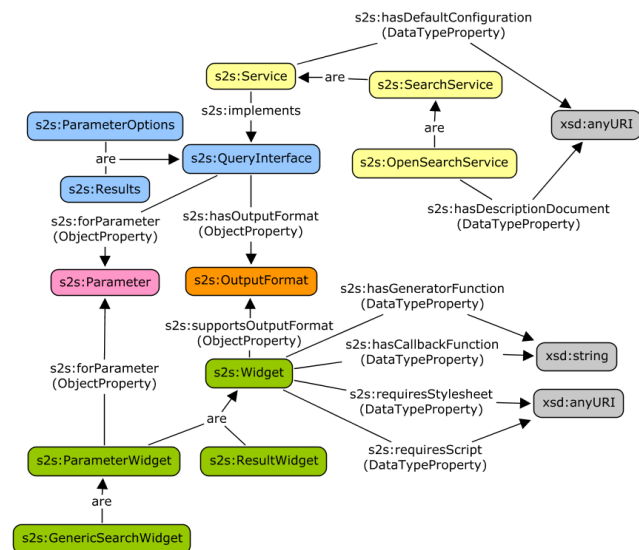 s2s:hasDefaultConfiguration
(DataTypeProperty)
s2s:Service
are
s2s:SearchService
s2s:implements
s2s:ParameterOptions
are
xsd:anyURI
are
s2s:QueryInterface
s2s:OpenSearchService
s2s:Results
s2s:forParameter
(ObjectProperty)
s2s:hasOutputFormat
(ObjectProperty)
s2s:hasDescriptionDocument
(DataTypeProperty)
s2s:Parameter
s2s:OutputFormat
s2s:hasGeneratorFunction
(DataTypeProperty)
s2s:supportsOutputFormat
(ObjectProperty)
s2s:hasCallbackFunction
(DataTypeProperty)
xsd:string
s2s:forParameter
(ObjectProperty)
s2s:Widget
s2s:requiresStylesheet
(DataTypeProperty)
xsd:anyURI
are
s2s:requiresScript
(DataTypeProperty)
s2s:ParameterWidget
s2s:ResultWidget
are
s2s:GenericSearchWidget